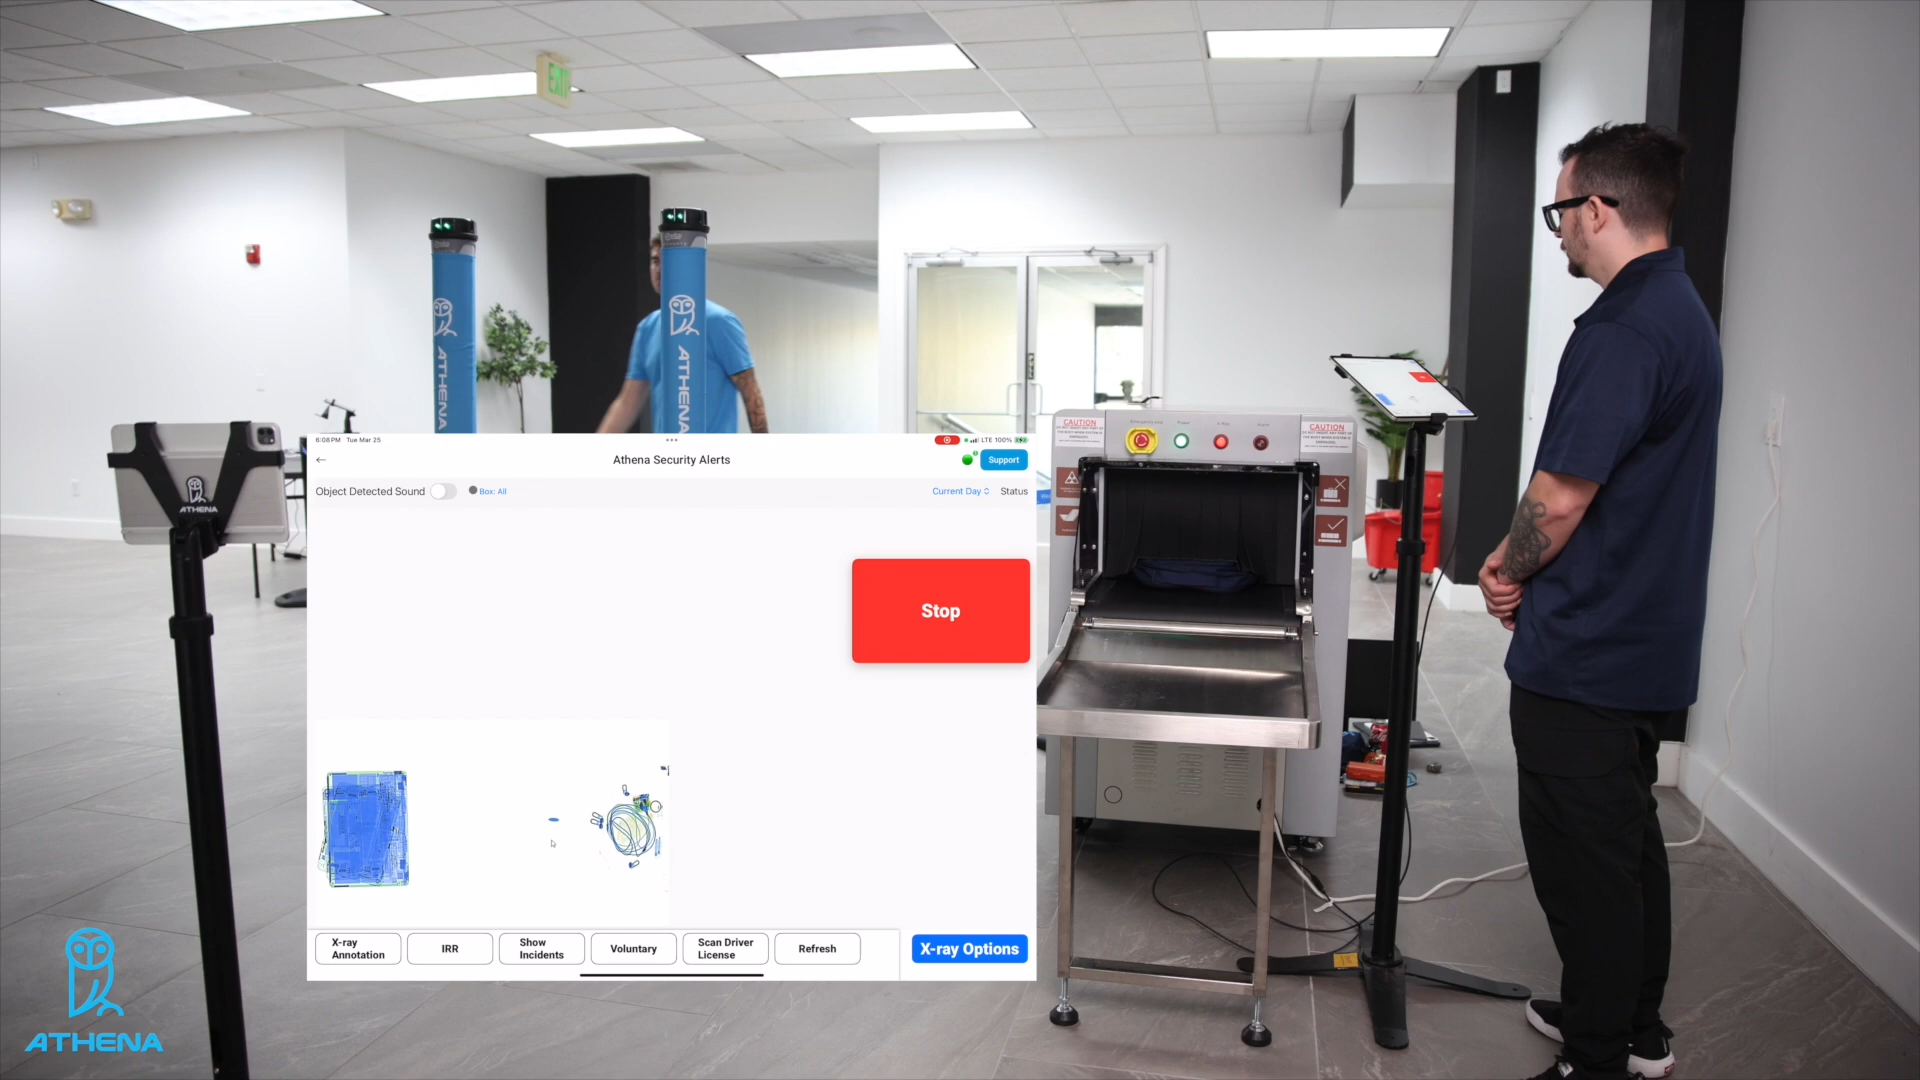 EXIT
ATHENA
ATHENA
ATHENA
6:08 PM Tue Mar 25
LTE 100%
Athena Security Alerts
Support
Object Detected Sound
Box: All
Current Day
Status
Stop
X-ray
Annotation
IRR
Show
Incidents
Voluntary
Scan Driver
License
Refresh
X-ray Options
CAUTION
Power
CAUTION
ATHENA